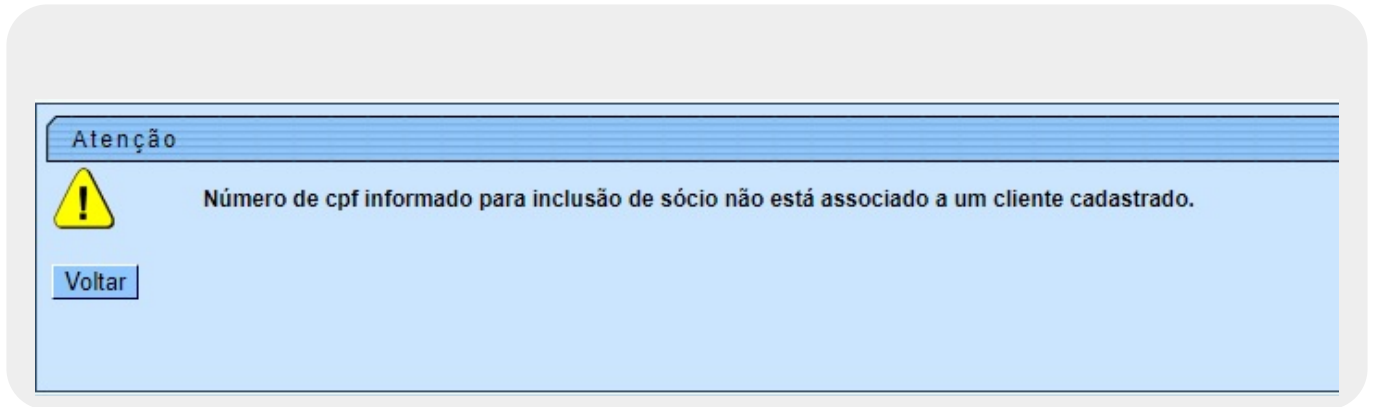 Atenção
Número de cpf informado para inclusão de sócio não está associado a um cliente cadastrado.
Voltar